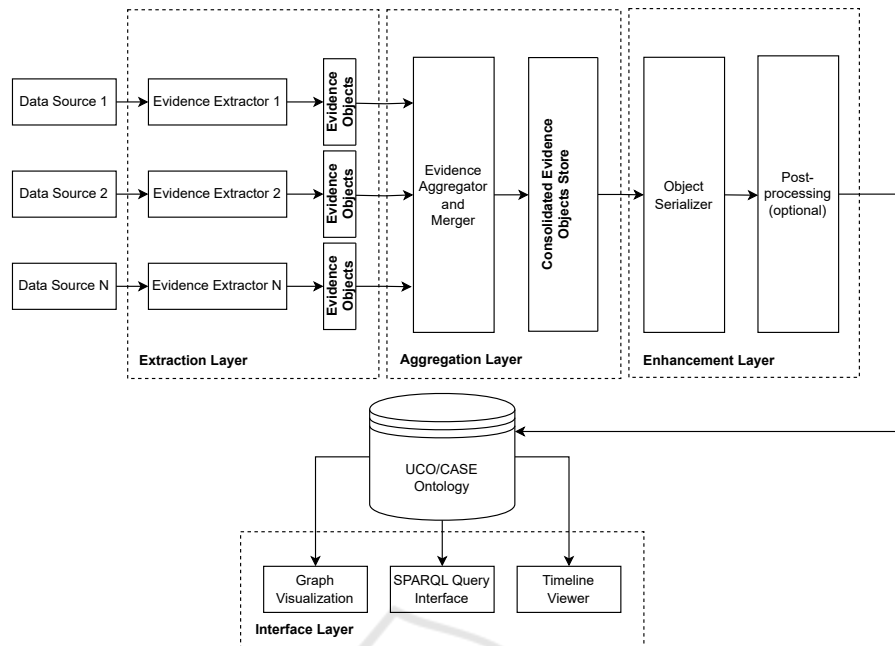 Data Source 1
Evidence Extractor 1
Evidence
Objects
Data Source 2
Evidence Extractor 2
Evidence
Objects
Data Source N
Evidence Extractor N
Evidence
Objects
Extraction Layer
Evidence
Aggregator
and
Merger
Consolidated Evidence
Objects Store
Aggregation Layer
Object
Serializer
Post-
processing
(optional)
Enhancement Layer
UCO/CASE
Ontology
Graph
Visualization
SPARQL Query
Interface
Timeline
Viewer
Interface Layer